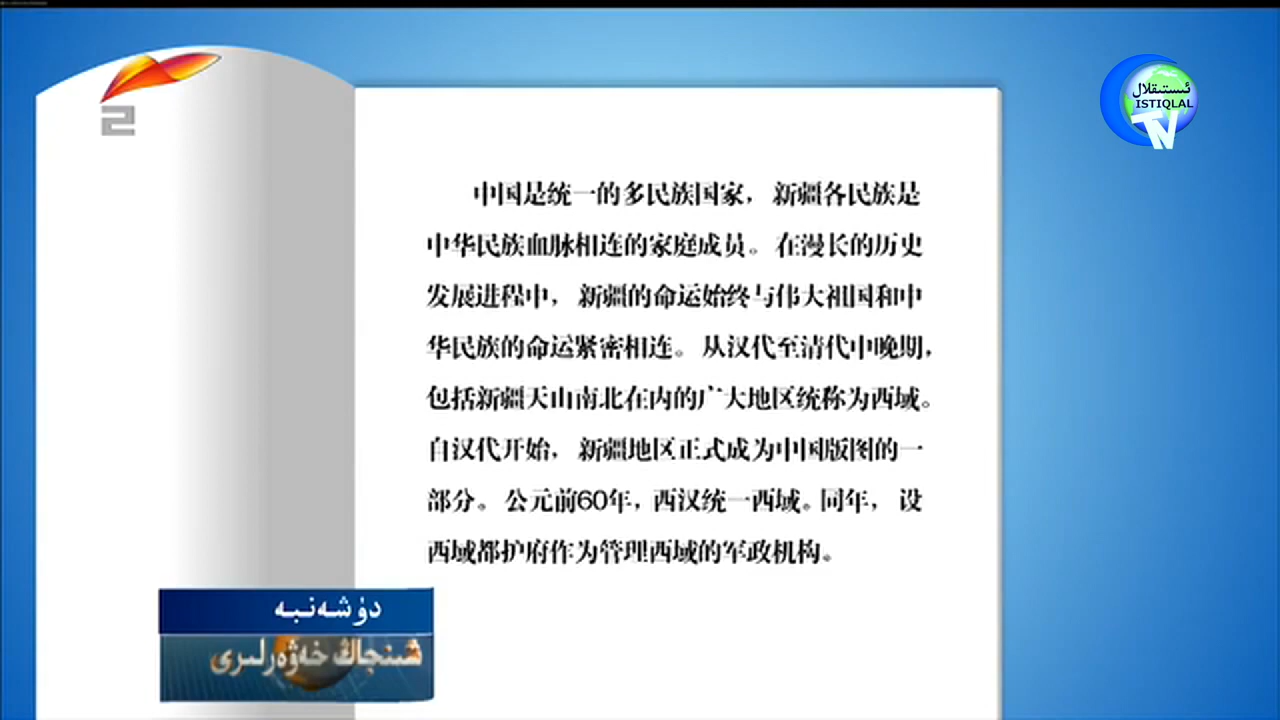 2
ئىستىقلال
ISTIQLAL
TV
中国是统一的多民族国家，新疆各民族是
中华民族血脉相连的家庭成员。在漫长的历史
发展进程中，新疆的命运始终与伟大祖国和中
华民族的命运紧密相连。从汉代至清代中晚期，
包括新疆天山南北在内的广大地区统称为西域。
自汉代开始，新疆地区正式成为中国版图的一
部分。公元前60年，西汉统一西域。同年，设
西域都护府作为管理西域的军政机构。
دۈشەنبە
شىنجاڭ خەۋەرلىرى